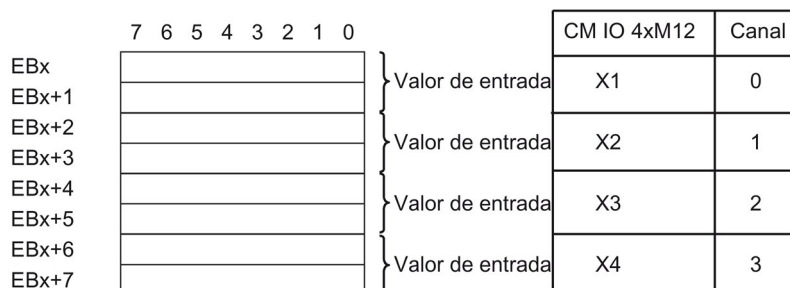 7 6 5 4 3 2 1 0 CM IO 4xM12 Canal
EBx
EBx+1
Valor de entrada X1 0
EBx+2
EBx+3
Valor de entrada X2 1
EBx+4
EBx+5
Valor de entrada X3 2
EBx+6
EBx+7
Valor de entrada X4 3